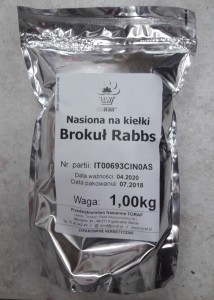 Nasiona na kiełki
Brokuł Rabbs
Nr. partii: IT00693CIN0AS
Data ważności: 04.2020
Data pakowania: 07.2018
Waga: 1,00kg
Przedsiębiorstwo Nasienne TORAF